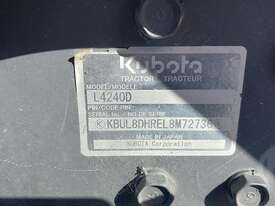 Kubota
TRACTOR TRACTEUR
MODEL/MODELE
L4240D
PIN/CODE-PIN
SERIAL No. / NO DE SERIE
KBUL8DHREL8M7273
MADE IN JAPAN
KUBOTA Corporation